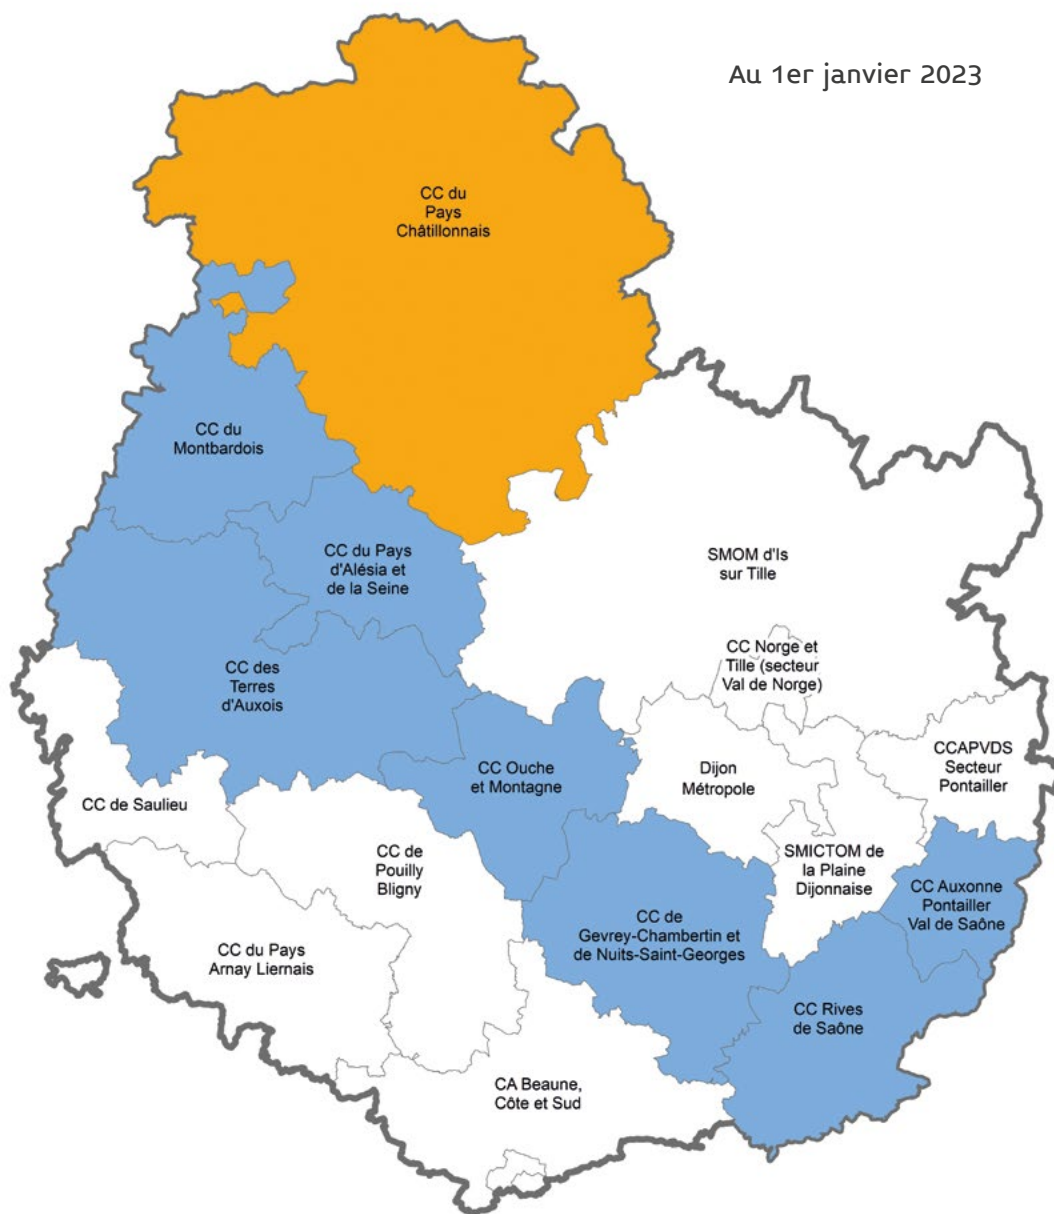 Au 1er janvier 2023
CC du
Pays
Châtillonnais
CC du
Montbardois
CC du Pays
d'Alésia et
de la Seine
SMOM d'Is
sur Tille
CC Norge et
Tille (secteur
Val de Norge)
CC des
Terres
d'Auxois
CC Ouche
et Montagne
Dijon
Métropole
CCAPVDS
Secteur
Pontailler
CC de Saulieu
CC de
Pouilly
Bligny
SMICTOM de
la Plaine
Dijonnaise
CC Auxonne
Pontailler
Val de Saône
CC de
Gevrey-Chambertin et
de Nuits-Saint-Georges
CC du Pays
Arnay Liernais
CC Rives
de Saône
CA Beaune,
Côte et Sud